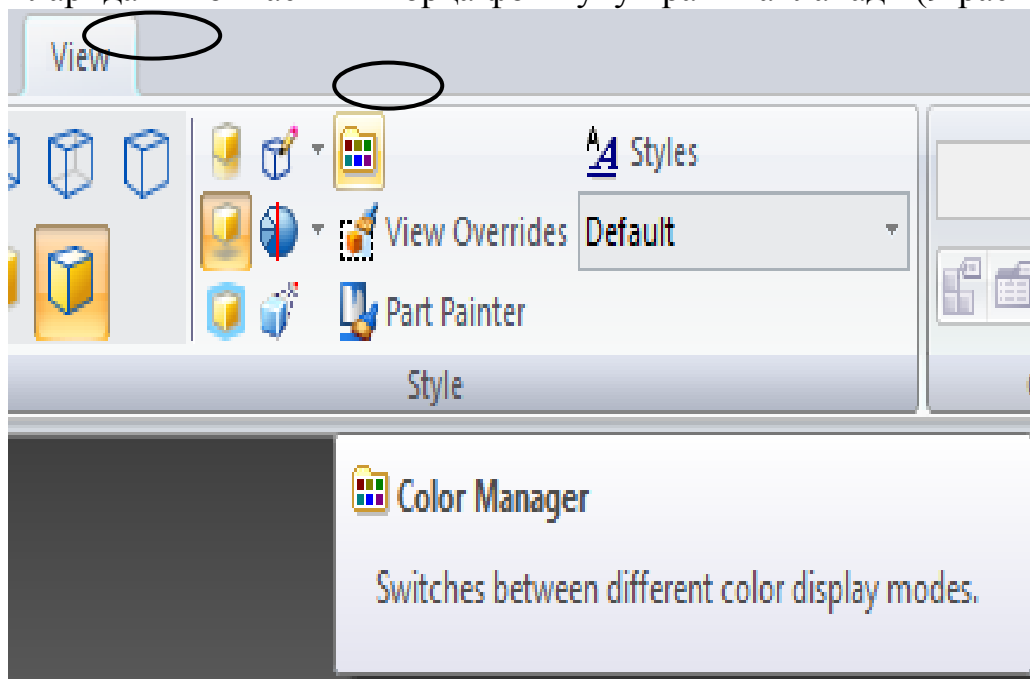 View
Styles
View Overrides Default
Part Painter
Style
Color Manager
Switches between different color display modes.